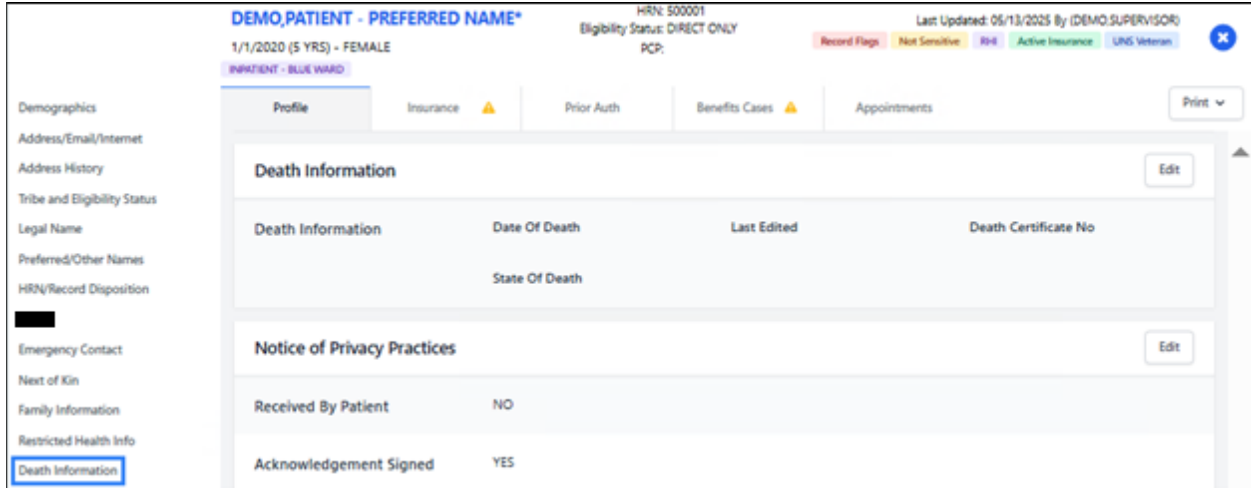 DEMO,PATIENT - PREFERRED NAME*
1/1/2020 (5 YRS) - FEMALE
INPATIENT - BLUE WARD
HRN: 500001
Eligibility Status: DIRECT ONLY
PCP:
Last Updated: 05/13/2025 By (DEMO,SUPERVISOR)
Record Flags Not Sensitive RHI Active Insurance UNS Veteran
Demographics
Address/Email/Internet
Address History
Tribe and Eligibility Status
Legal Name
Preferred/Other Names
HRN/Record Disposition
Emergency Contact
Next of Kin
Family Information
Restricted Health Info
Death Information
Profile Insurance Prior Auth Benefits Cases Appointments
Print
Death Information Edit
Death Information Date Of Death Last Edited Death Certificate No
State Of Death
Notice of Privacy Practices Edit
Received By Patient NO
Acknowledgement Signed YES